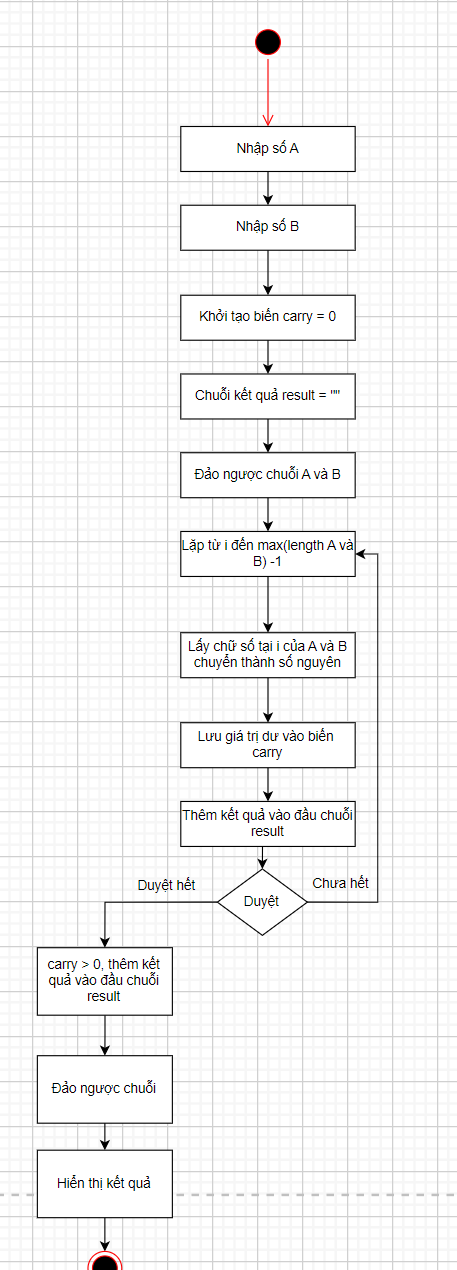 Nhập số A
Nhập số B
Khởi tạo biến carry = 0
Chuỗi kết quả result = ""
Đảo ngược chuỗi A và B
Lặp từ i đến max(length A và
B) -1
Lấy chữ số tại i của A và B
chuyển thành số nguyên
Lưu giá trị dư vào biến
carry
Thêm kết quả vào đầu chuỗi
result
Duyệt
Duyệt hết
Chưa hết
carry > 0, thêm kết
quả vào đầu chuỗi
result
Đảo ngược chuỗi
Hiển thị kết quả